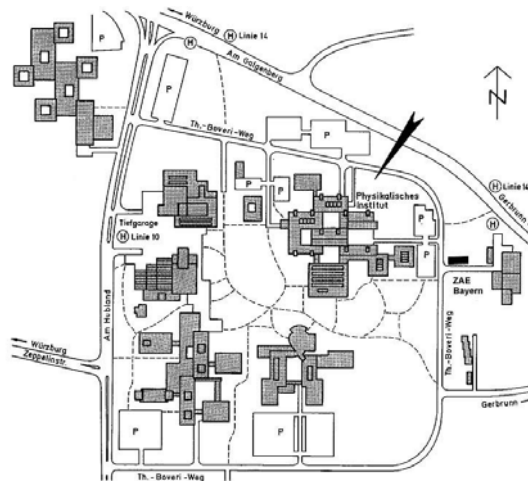 Würzburg
H Linie 14
P
H
Am Galgenberg
P
N
Th.-Boveri-Weg
P
P
P
Physikalisches
Institut
H Linie 14
Gerbrunn
P
H
Tiefgarage
H Linie 10
P
ZAE
Bayern
Am Hubland
Th.-Boveri-Weg
Würzburg
Zeppelinstr.
Gerbrunn
P
P
P
Th.-Boveri-Weg